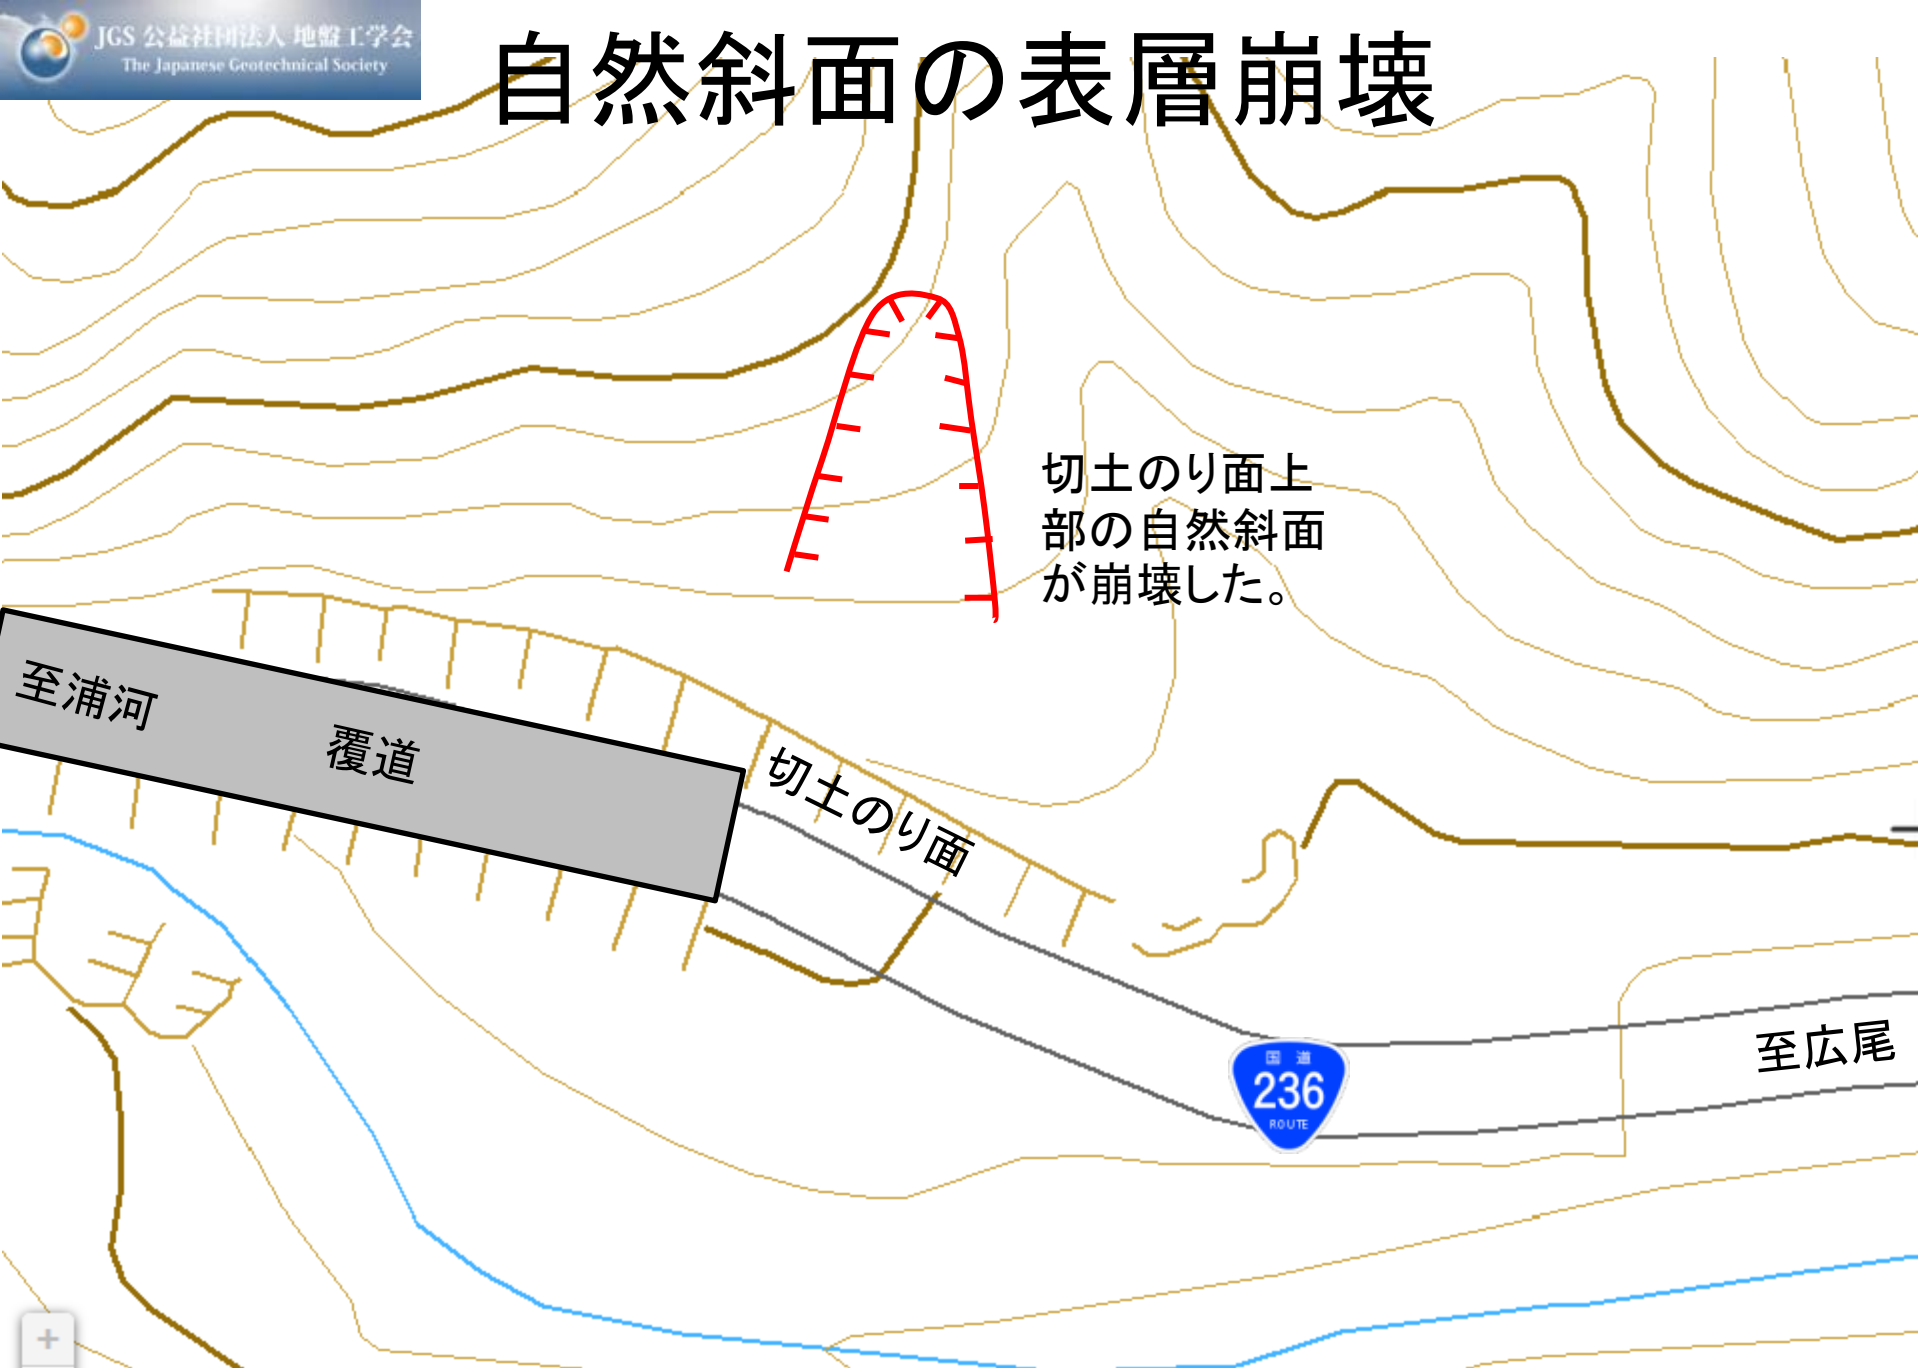 JGS 公益社団法人 地盤工学会
The Japanese Geotechnical Society
自然斜面の表層崩壊
切土のり面上
部の自然斜面
が崩壊した。
至浦河
覆道
切土のり面
国道
236
ROUTE
至広尾
+